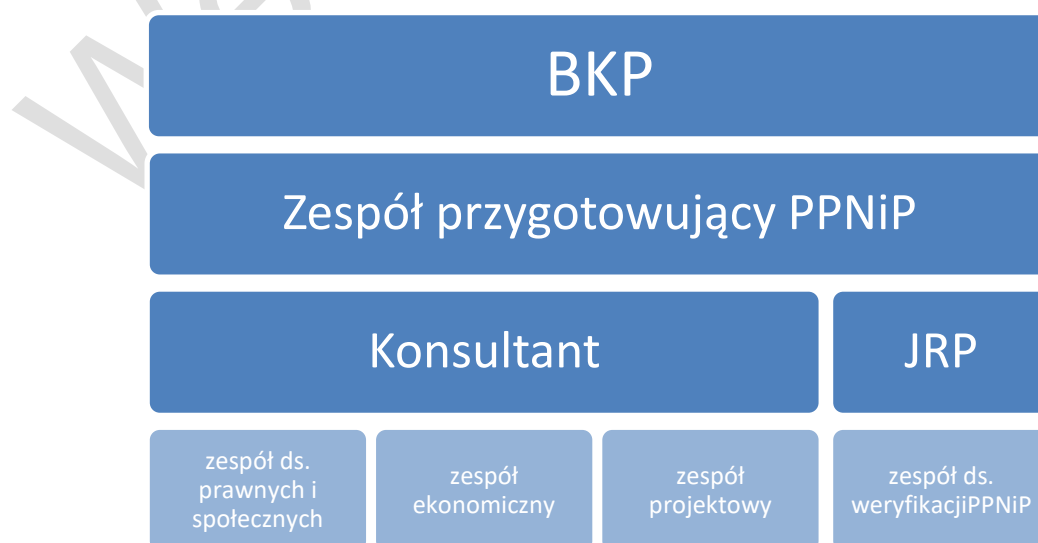 BKP
Zespół przygotowujący PPNiP
Konsultant
JRP
zespół ds.
prawnych i
społecznych
zespół
ekonomiczny
zespół
projektowy
zespół ds.
weryfikacjiPPNiP